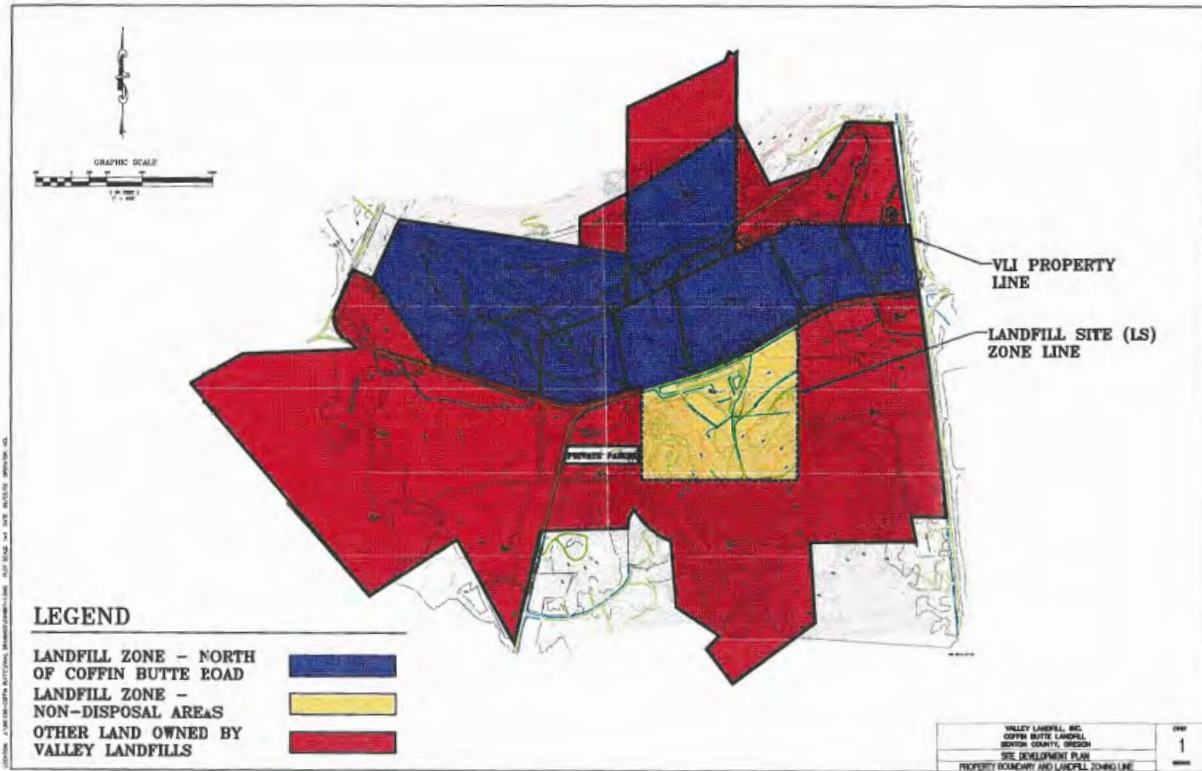 GRAPHIC SCALE
( IN FEET )
VLI PROPERTY
LINE
LANDFILL SITE (LS)
ZONE LINE
PRIVATE PARCEL
LEGEND
LANDFILL ZONE - NORTH
OF COFFIN BUTTE ROAD
LANDFILL ZONE -
NON-DISPOSAL AREAS
OTHER LAND OWNED BY
VALLEY LANDFILLS
VALLEY LANDFILL, INC.
COFFIN BUTTE LANDFILL
BENTON COUNTY, OREGON
SITE DEVELOPMENT PLAN
PROPERTY BOUNDARY AND LANDFILL ZONING LINE
1